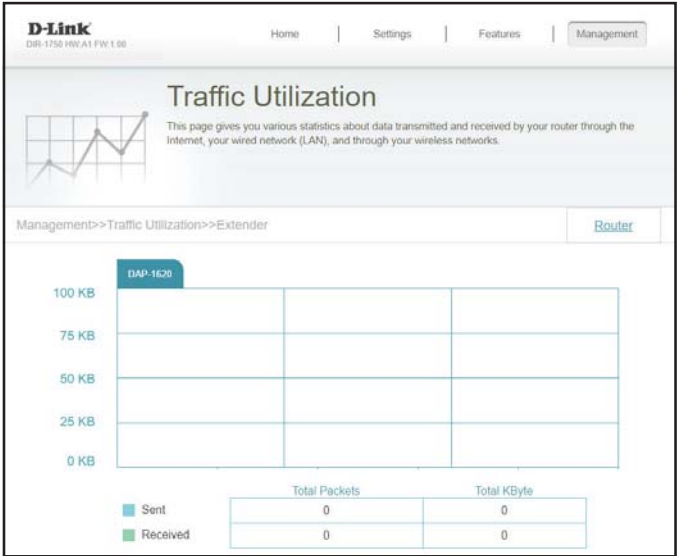 D-Link
DIR-1750 HW:A1 FW:1.00
Home | Settings | Features | Management
Traffic Utilization
This page gives you various statistics about data transmitted and received by your router through the
Internet, your wired network (LAN), and through your wireless networks.
Management>>Traffic Utilization>>Extender
Router
DAP-1620
100 KB
75 KB
50 KB
25 KB
0 KB
Total Packets Total KByte
Sent 0 0
Received 0 0